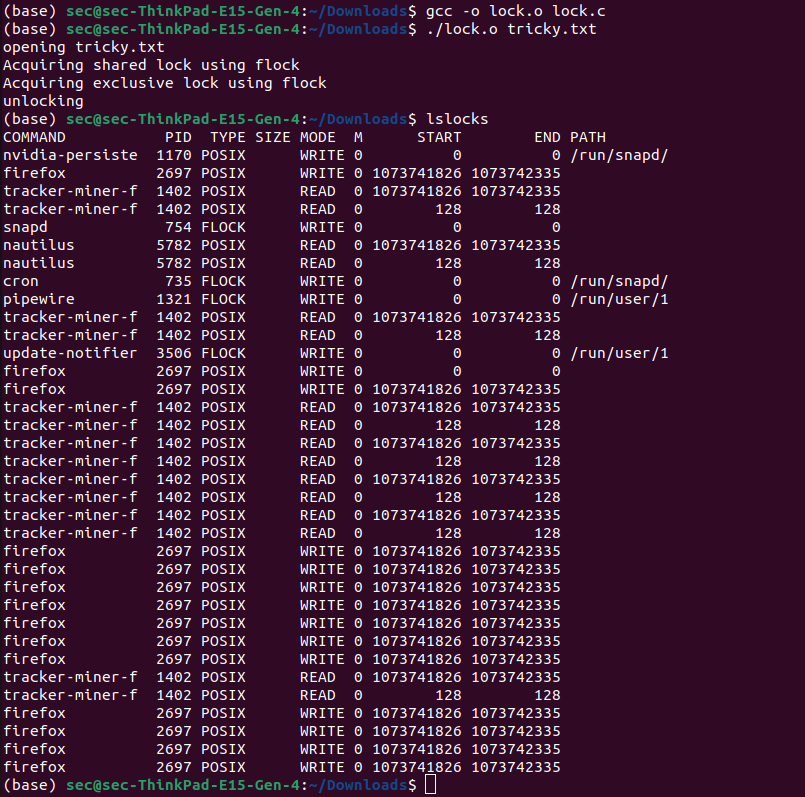 (base) sec@sec-ThinkPad-E15-Gen-4:~/Downloads$ gcc -o lock.o lock.c
(base) sec@sec-ThinkPad-E15-Gen-4:~/Downloads$ ./lock.o tricky.txt
opening tricky.txt
Acquiring shared lock using flock
Acquiring exclusive lock using flock
unlocking
(base) sec@sec-ThinkPad-E15-Gen-4:~/Downloads$ lslocks
COMMAND           PID  TYPE SIZE MODE  M      START        END PATH
nvidia-persiste  1170 POSIX      WRITE 0          0          0 /run/snapd/
firefox          2697 POSIX      WRITE 0 1073741826 1073742335
tracker-miner-f  1402 POSIX      READ  0 1073741826 1073742335
tracker-miner-f  1402 POSIX      READ  0        128        128
snapd             754 FLOCK      WRITE 0          0          0
nautilus         5782 POSIX      READ  0 1073741826 1073742335
nautilus         5782 POSIX      READ  0        128        128
cron              735 FLOCK      WRITE 0          0          0 /run/snapd/
pipewire         1321 FLOCK      WRITE 0          0          0 /run/user/1
tracker-miner-f  1402 POSIX      READ  0 1073741826 1073742335
tracker-miner-f  1402 POSIX      READ  0        128        128
update-notifier  3506 FLOCK      WRITE 0          0          0 /run/user/1
firefox          2697 POSIX      WRITE 0          0          0
firefox          2697 POSIX      WRITE 0 1073741826 1073742335
tracker-miner-f  1402 POSIX      READ  0 1073741826 1073742335
tracker-miner-f  1402 POSIX      READ  0        128        128
tracker-miner-f  1402 POSIX      READ  0 1073741826 1073742335
tracker-miner-f  1402 POSIX      READ  0        128        128
tracker-miner-f  1402 POSIX      READ  0 1073741826 1073742335
tracker-miner-f  1402 POSIX      READ  0        128        128
tracker-miner-f  1402 POSIX      READ  0 1073741826 1073742335
tracker-miner-f  1402 POSIX      READ  0        128        128
firefox          2697 POSIX      WRITE 0 1073741826 1073742335
firefox          2697 POSIX      WRITE 0 1073741826 1073742335
firefox          2697 POSIX      WRITE 0 1073741826 1073742335
firefox          2697 POSIX      WRITE 0 1073741826 1073742335
firefox          2697 POSIX      WRITE 0 1073741826 1073742335
firefox          2697 POSIX      WRITE 0 1073741826 1073742335
firefox          2697 POSIX      WRITE 0 1073741826 1073742335
tracker-miner-f  1402 POSIX      READ  0 1073741826 1073742335
tracker-miner-f  1402 POSIX      READ  0        128        128
firefox          2697 POSIX      WRITE 0 1073741826 1073742335
firefox          2697 POSIX      WRITE 0 1073741826 1073742335
firefox          2697 POSIX      WRITE 0 1073741826 1073742335
firefox          2697 POSIX      WRITE 0 1073741826 1073742335
(base) sec@sec-ThinkPad-E15-Gen-4:~/Downloads$